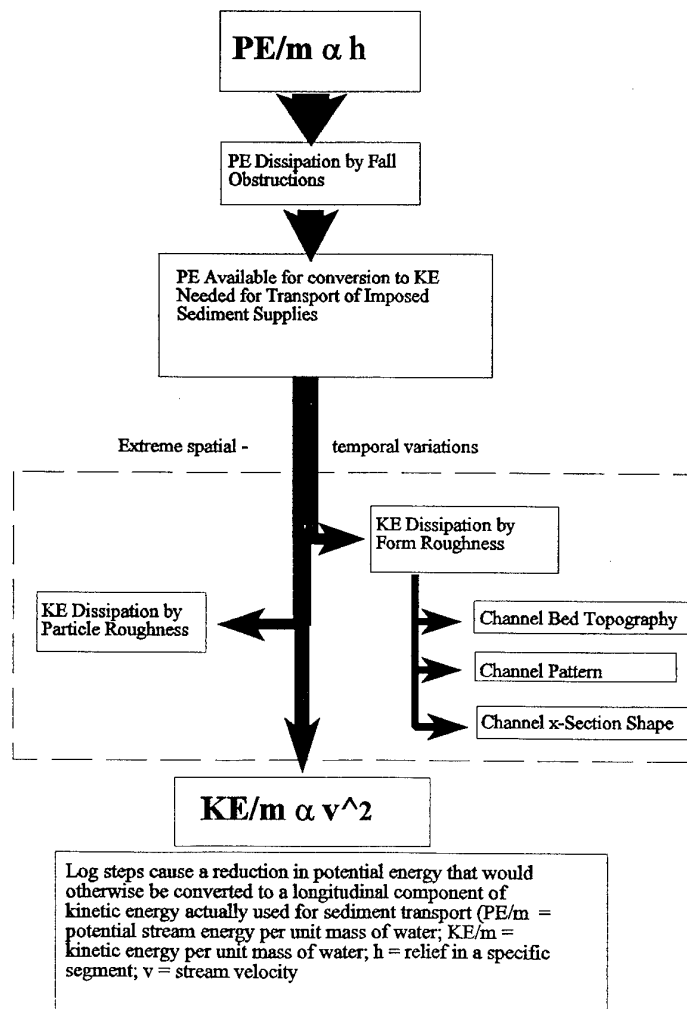 PE/m α h
PE Dissipation by Fall
Obstructions
PE Available for conversion to KE
Needed for Transport of Imposed
Sediment Supplies
Extreme spatial - temporal variations
KE Dissipation by
Form Roughness
KE Dissipation by
Particle Roughness
Channel Bed Topography
Channel Pattern
Channel x-Section Shape
KE/m α v^2
Log steps cause a reduction in potential energy that would
otherwise be converted to a longitudinal component of
kinetic energy actually used for sediment transport (PE/m =
potential stream energy per unit mass of water; KE/m =
kinetic energy per unit mass of water; h = relief in a specific
segment; v = stream velocity